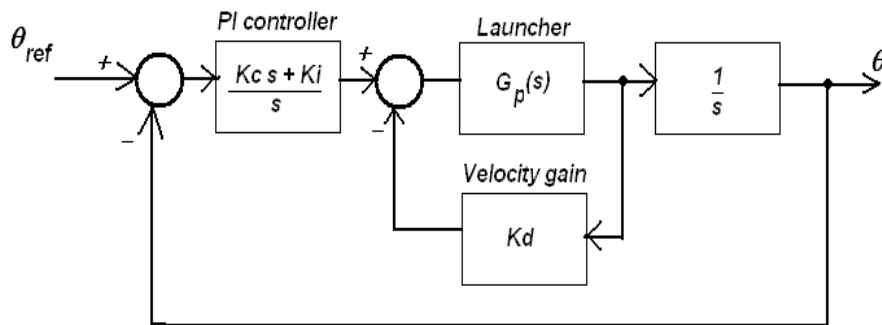 PI controller
Launcher
θref
+
Kc s + Ki
s
+
Gp(s)
1
s
θ
−
−
Velocity gain
Kd